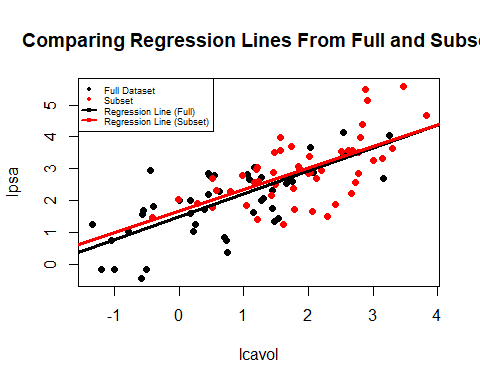 Comparing Regression Lines From Full and Subse
Full Dataset
Subset
Regression Line (Full)
Regression Line (Subset)
lpsa
5
4
3
2
1
0
-1
0
1
2
3
4
lcavol